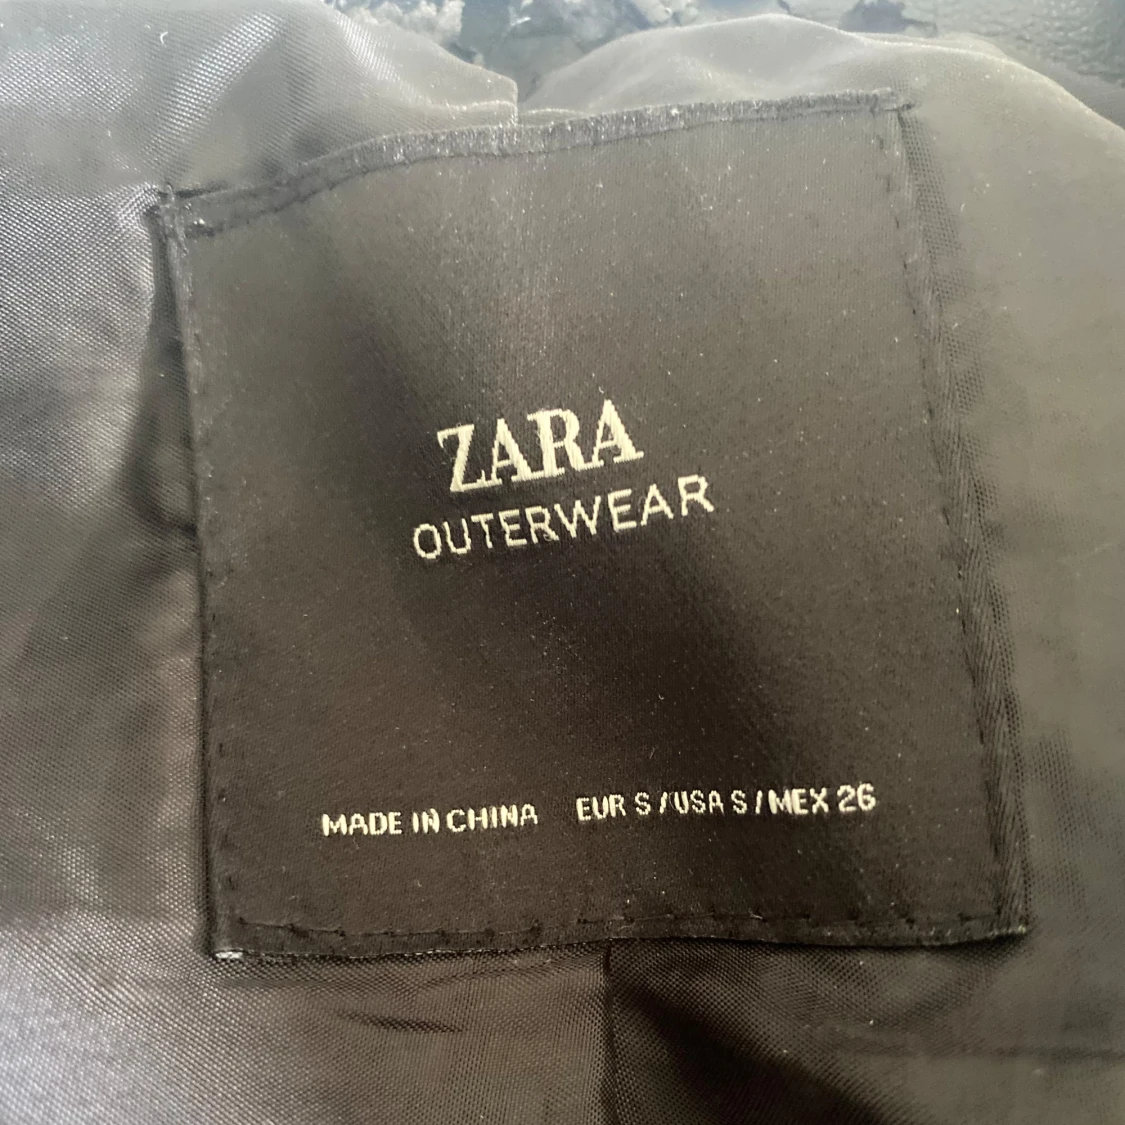 ZARA
OUTERWEAR
MADE IN CHINA EUR S / USA S / MEX 26